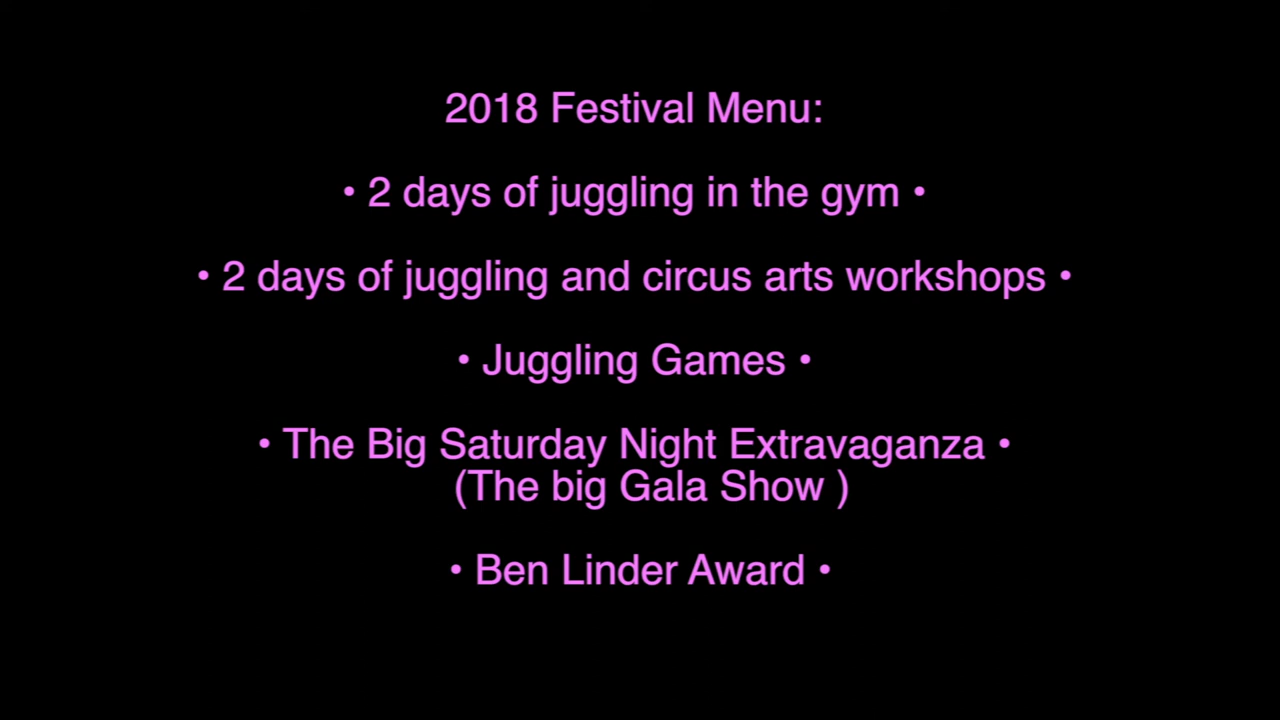 2018 Festival Menu:
• 2 days of juggling in the gym •
• 2 days of juggling and circus arts workshops •
• Juggling Games •
• The Big Saturday Night Extravaganza •
(The big Gala Show )
• Ben Linder Award •